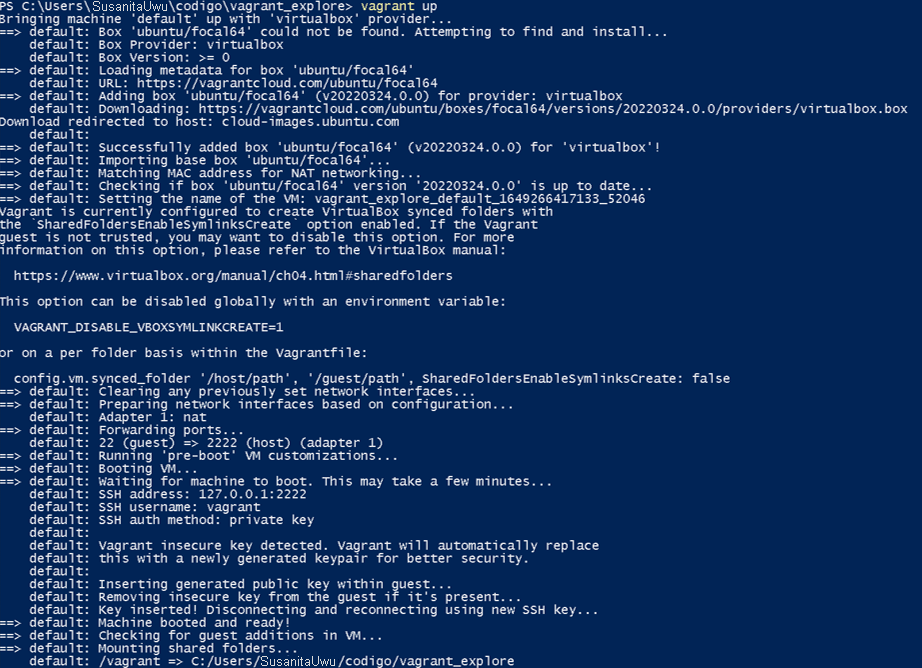 PS C:\Users\SusanitaUwu\codigo\vagrant_explore> vagrant up
Bringing machine 'default' up with 'virtualbox' provider...
==> default: Box 'ubuntu/focal64' could not be found. Attempting to find and install...
    default: Box Provider: virtualbox
    default: Box Version: >= 0
==> default: Loading metadata for box 'ubuntu/focal64'
    default: URL: https://vagrantcloud.com/ubuntu/focal64
==> default: Adding box 'ubuntu/focal64' (v20220324.0.0) for provider: virtualbox
    default: Downloading: https://vagrantcloud.com/ubuntu/boxes/focal64/versions/20220324.0.0/providers/virtualbox.box
Download redirected to host: cloud-images.ubuntu.com
    default:
==> default: Successfully added box 'ubuntu/focal64' (v20220324.0.0) for 'virtualbox'!
==> default: Importing base box 'ubuntu/focal64'...
==> default: Matching MAC address for NAT networking...
==> default: Checking if box 'ubuntu/focal64' version '20220324.0.0' is up to date...
==> default: Setting the name of the VM: vagrant_explore_default_1649266417133_52046
Vagrant is currently configured to create VirtualBox synced folders with
the `SharedFoldersEnableSymlinksCreate` option enabled. If the Vagrant
guest is not trusted, you may want to disable this option. For more
information on this option, please refer to the VirtualBox manual:
  https://www.virtualbox.org/manual/ch04.html#sharedfolders
This option can be disabled globally with an environment variable:
  VAGRANT_DISABLE_VBOXSYMLINKCREATE=1
or on a per folder basis within the Vagrantfile:
  config.vm.synced_folder '/host/path', '/guest/path', SharedFoldersEnableSymlinksCreate: false
==> default: Clearing any previously set network interfaces...
==> default: Preparing network interfaces based on configuration...
    default: Adapter 1: nat
==> default: Forwarding ports...
    default: 22 (guest) => 2222 (host) (adapter 1)
==> default: Running 'pre-boot' VM customizations...
==> default: Booting VM...
==> default: Waiting for machine to boot. This may take a few minutes...
    default: SSH address: 127.0.0.1:2222
    default: SSH username: vagrant
    default: SSH auth method: private key
    default:
    default: Vagrant insecure key detected. Vagrant will automatically replace
    default: this with a newly generated keypair for better security.
    default:
    default: Inserting generated public key within guest...
    default: Removing insecure key from the guest if it's present...
    default: Key inserted! Disconnecting and reconnecting using new SSH key...
==> default: Machine booted and ready!
==> default: Checking for guest additions in VM...
==> default: Mounting shared folders...
    default: /vagrant => C:/Users/SusanitaUwu/codigo/vagrant_explore